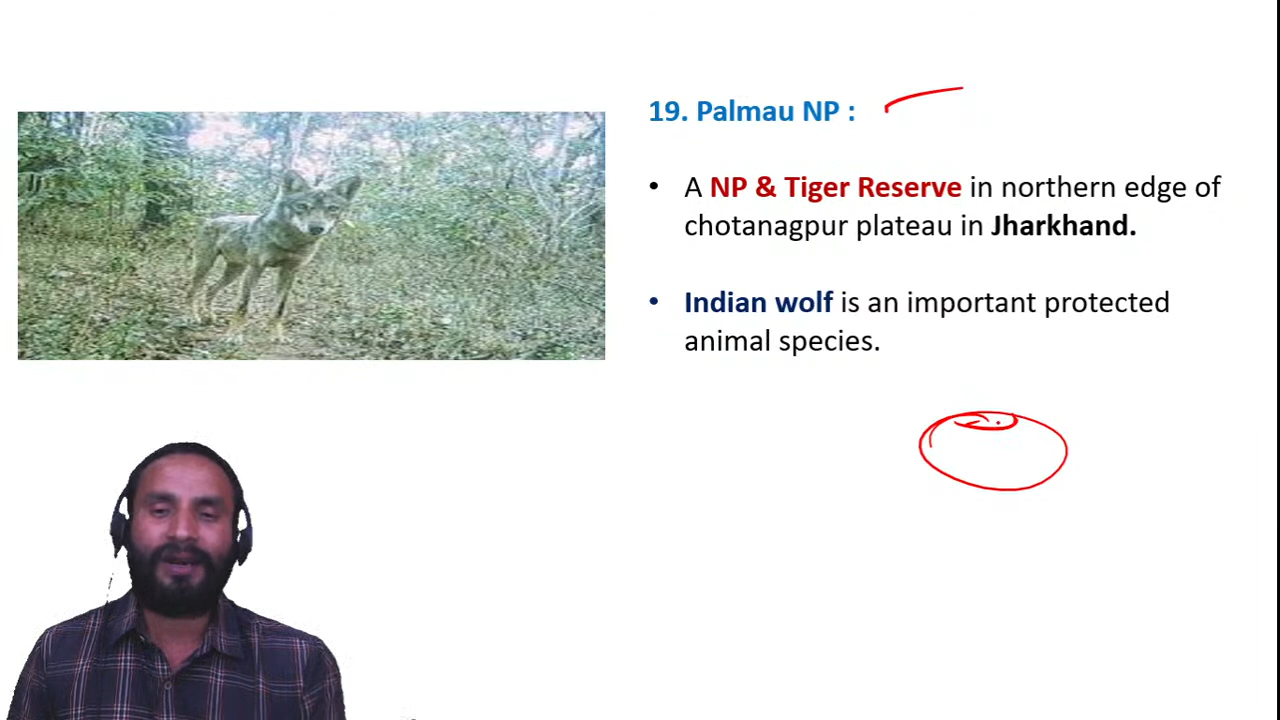 19. Palmau NP :
• A NP & Tiger Reserve in northern edge of
chotanagpur plateau in Jharkhand.
• Indian wolf is an important protected
animal species.